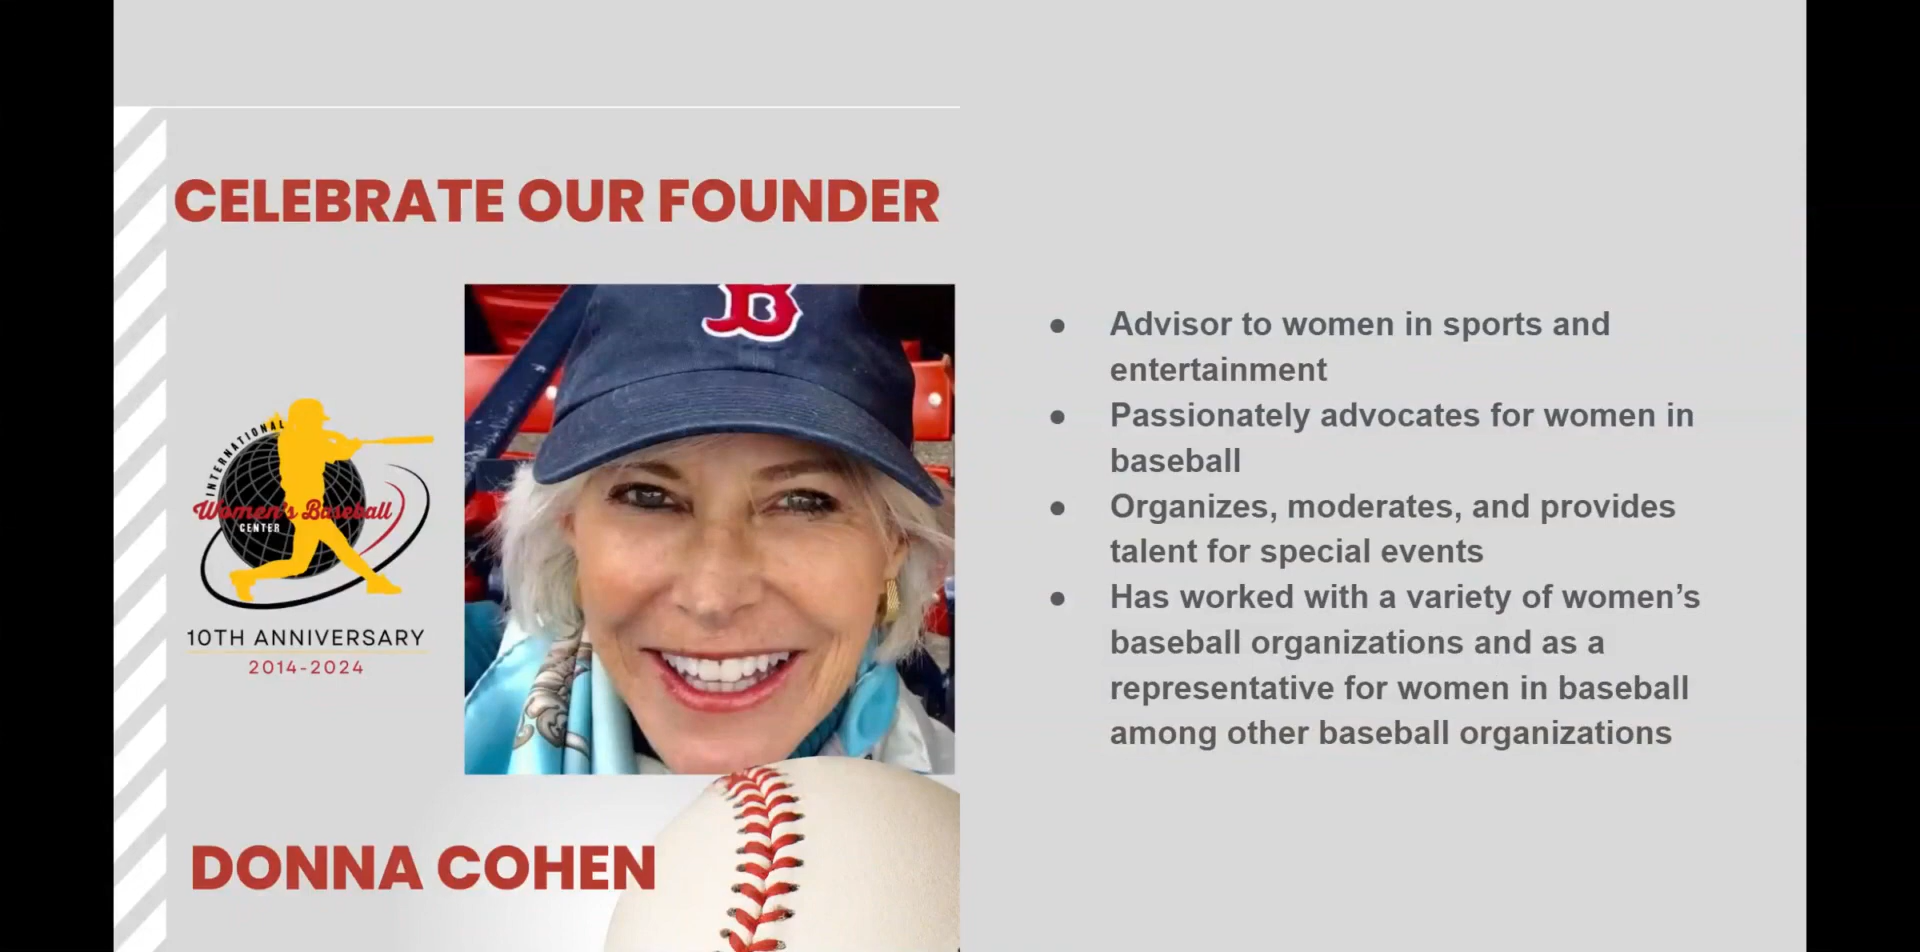 CELEBRATE OUR FOUNDER
B
INTERNATIONAL
Women's Baseball
CENTER
10TH ANNIVERSARY
2014-2024
DONNA COHEN
● Advisor to women in sports and
entertainment
● Passionately advocates for women in
baseball
● Organizes, moderates, and provides
talent for special events
● Has worked with a variety of women’s
baseball organizations and as a
representative for women in baseball
among other baseball organizations